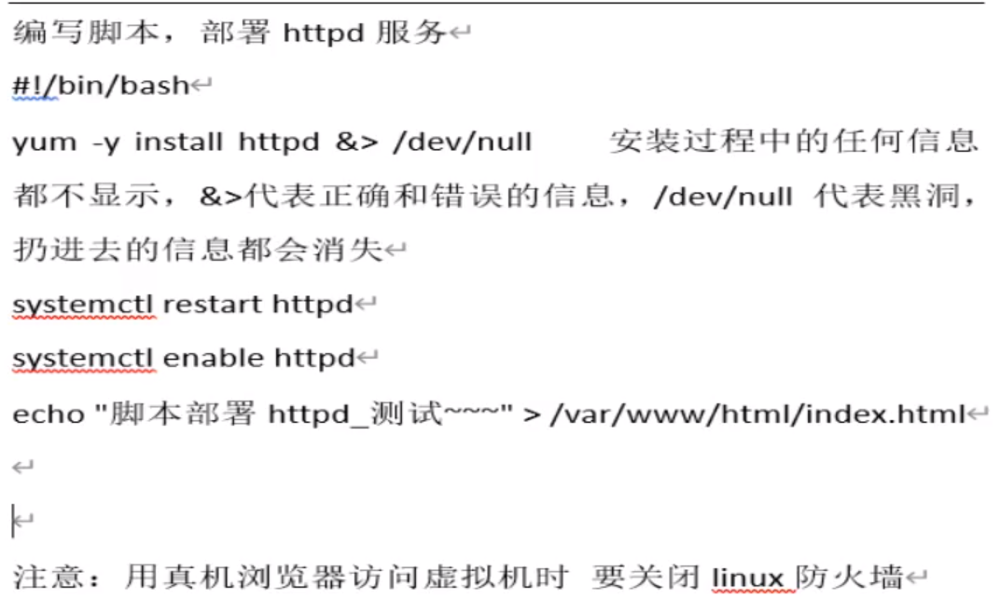 编写脚本，部署 httpd 服务
#!/bin/bash
yum -y install httpd &> /dev/null 安装过程中的任何信息
都不显示，&>代表正确和错误的信息，/dev/null 代表黑洞，
扔进去的信息都会消失
systemctl restart httpd
systemctl enable httpd
echo "脚本部署 httpd_测试~~~" > /var/www/html/index.html
注意：用真机浏览器访问虚拟机时 要关闭 linux 防火墙